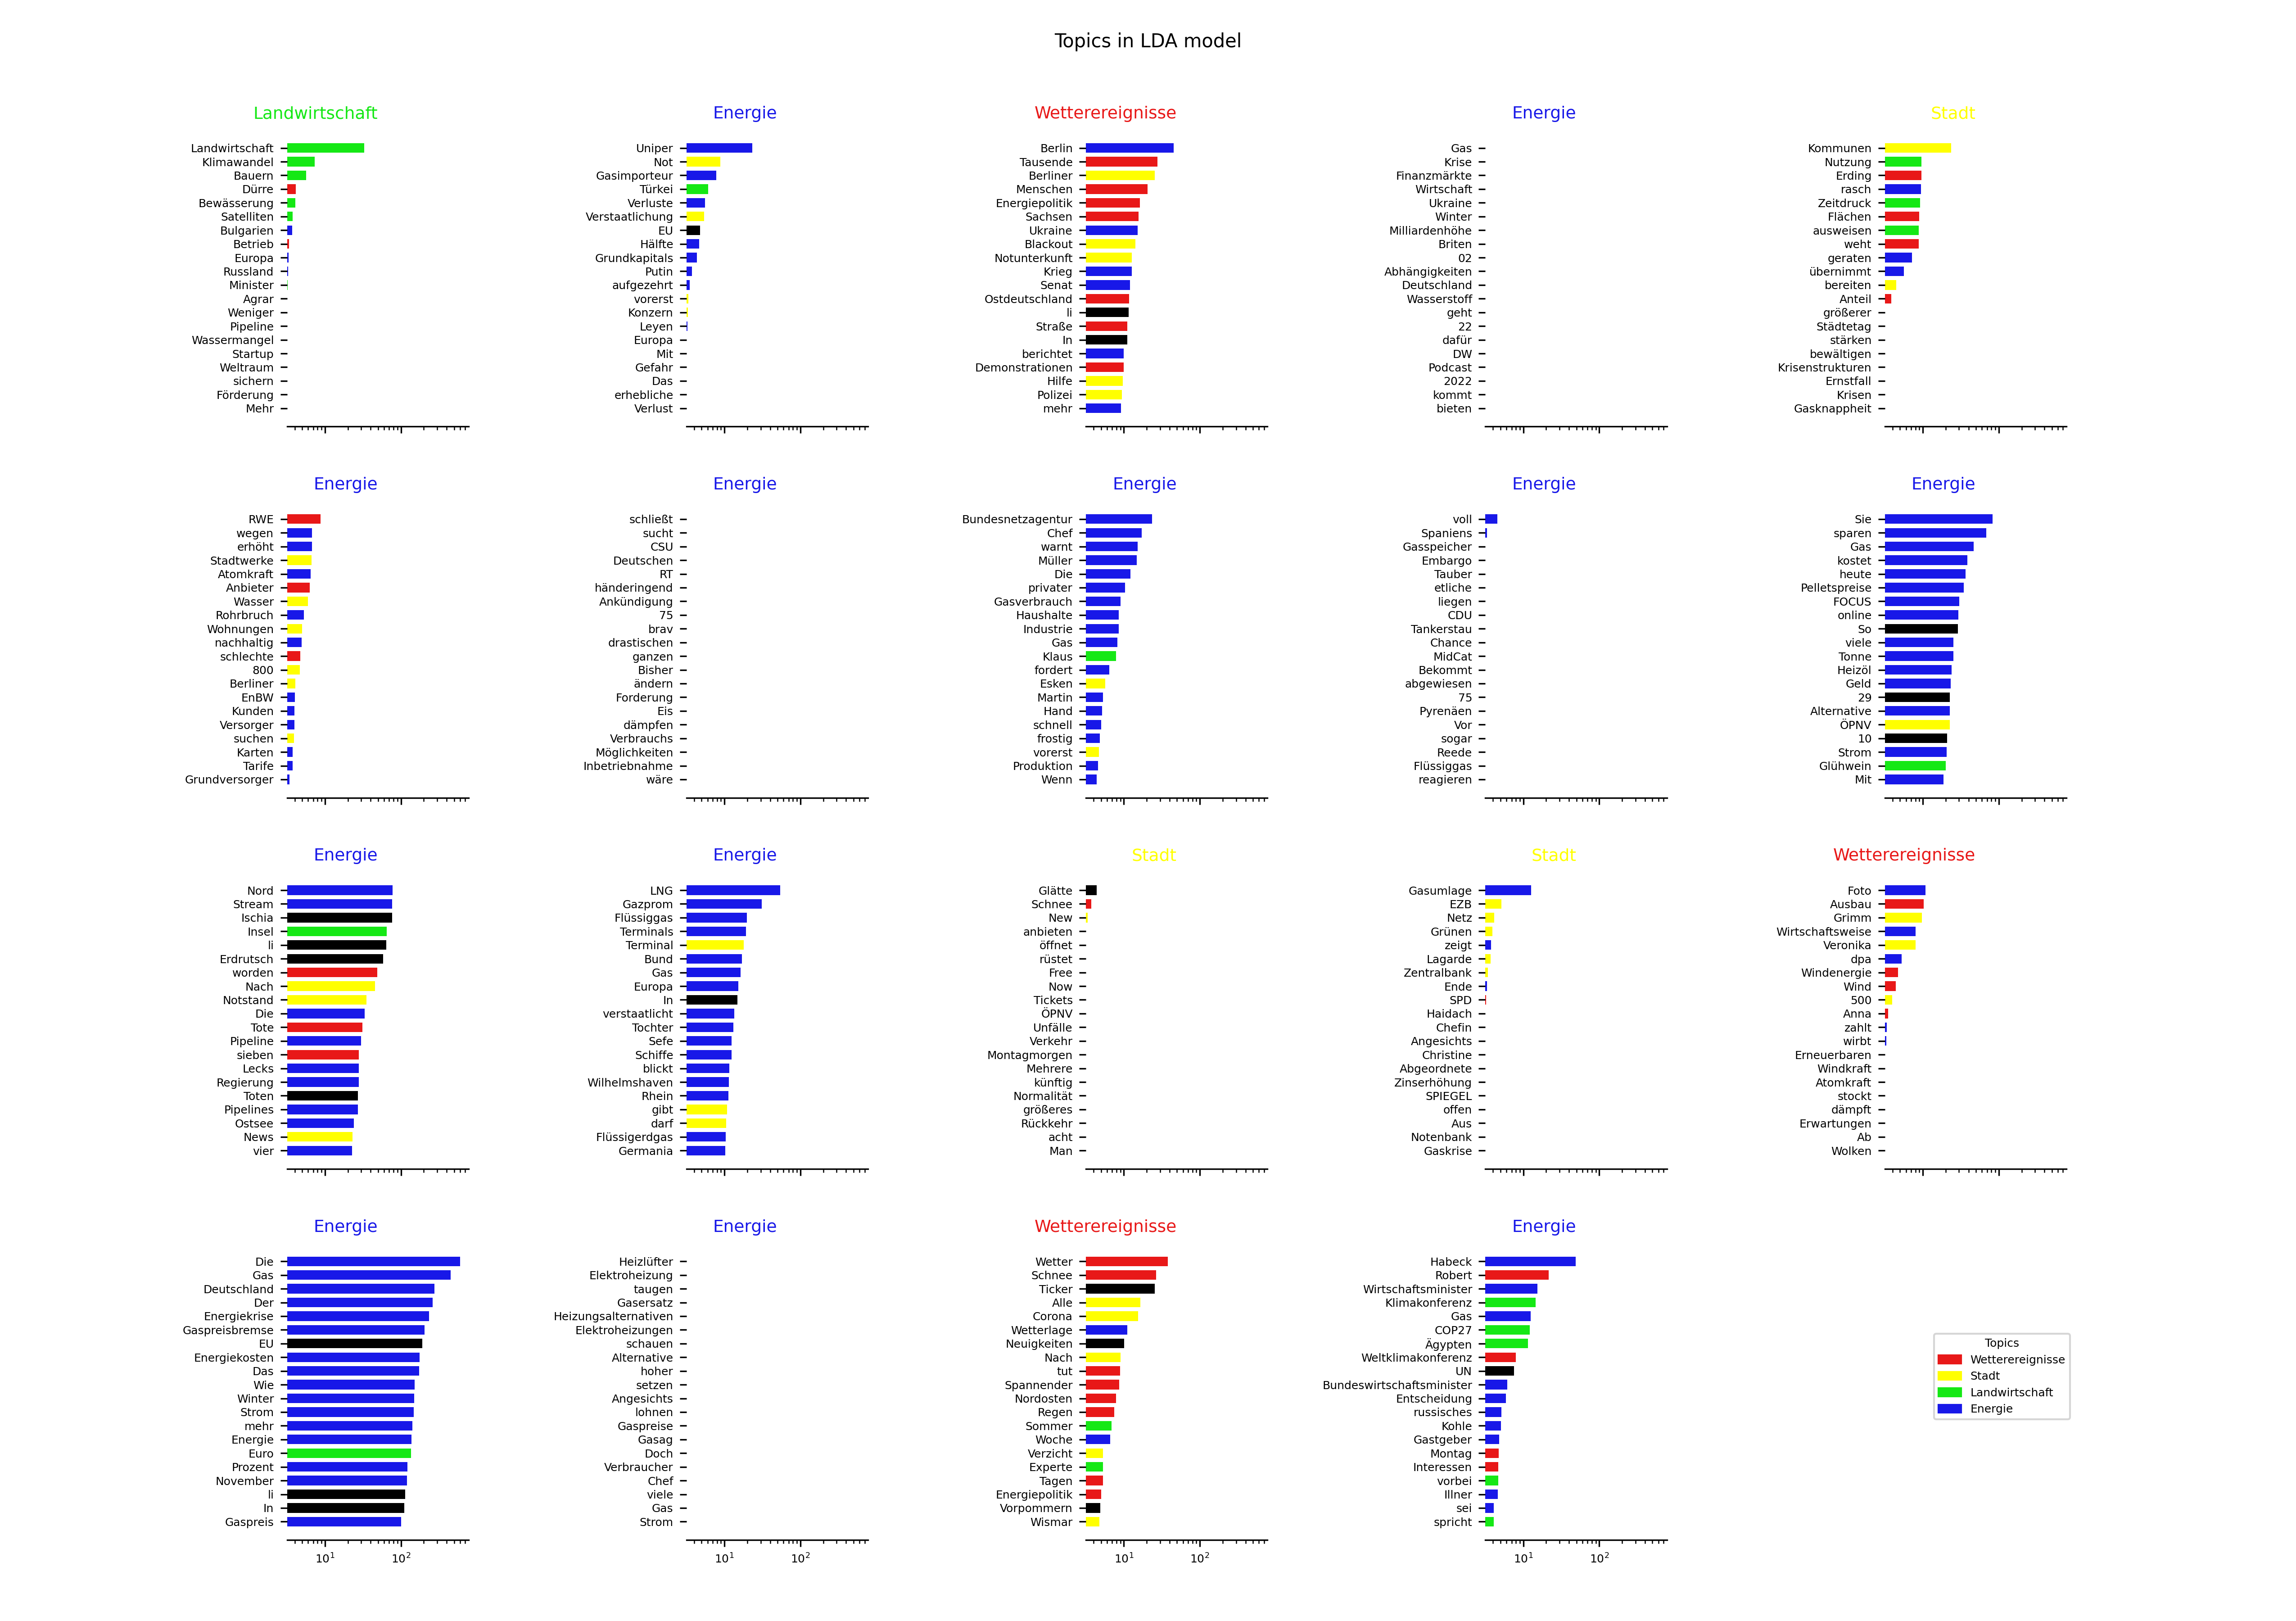 Topics in LDA model
Landwirtschaft
Landwirtschaft
Klimawandel
Bauern
Dürre
Bewässerung
Satelliten
Bulgarien
Betrieb
Europa
Russland
Minister
Agrar
Weniger
Pipeline
Wassermangel
Startup
Weltraum
sichern
Förderung
Mehr
Energie
Uniper
Not
Gasimporteur
Türkei
Verluste
Verstaatlichung
EU
Hälfte
Grundkapitals
Putin
aufgezehrt
vorerst
Konzern
Leyen
Europa
Mit
Gefahr
Das
erhebliche
Verlust
Wetterereignisse
Berlin
Tausende
Berliner
Menschen
Energiepolitik
Sachsen
Ukraine
Blackout
Notunterkunft
Krieg
Senat
Ostdeutschland
li
Straße
In
berichtet
Demonstrationen
Hilfe
Polizei
mehr
Energie
Gas
Krise
Finanzmärkte
Wirtschaft
Ukraine
Winter
Milliardenhöhe
Briten
02
Abhängigkeiten
Deutschland
Wasserstoff
geht
22
dafür
DW
Podcast
2022
kommt
bieten
Stadt
Kommunen
Nutzung
Erding
rasch
Zeitdruck
Flächen
ausweisen
weht
geraten
übernimmt
bereiten
Anteil
größerer
Städtetag
stärken
bewältigen
Krisenstrukturen
Ernstfall
Krisen
Gasknappheit
Energie
RWE
wegen
erhöht
Stadtwerke
Atomkraft
Anbieter
Wasser
Rohrbruch
Wohnungen
nachhaltig
schlechte
800
Berliner
EnBW
Kunden
Versorger
suchen
Karten
Tarife
Grundversorger
Energie
schließt
sucht
CSU
Deutschen
RT
händeringend
Ankündigung
75
brav
drastischen
ganzen
Bisher
ändern
Forderung
Eis
dämpfen
Verbrauchs
Möglichkeiten
Inbetriebnahme
wäre
Energie
Bundesnetzagentur
Chef
warnt
Müller
Die
privater
Gasverbrauch
Haushalte
Industrie
Gas
Klaus
fordert
Esken
Martin
Hand
schnell
frostig
vorerst
Produktion
Wenn
Energie
voll
Spaniens
Gasspeicher
Embargo
Tauber
etliche
liegen
CDU
Tankerstau
Chance
MidCat
Bekommt
abgewiesen
75
Pyrenäen
Vor
sogar
Reede
Flüssiggas
reagieren
Energie
Sie
sparen
Gas
kostet
heute
Pelletspreise
FOCUS
online
So
viele
Tonne
Heizöl
Geld
29
Alternative
ÖPNV
10
Strom
Glühwein
Mit
Energie
Nord
Stream
Ischia
Insel
li
Erdrutsch
worden
Nach
Notstand
Die
Tote
Pipeline
sieben
Lecks
Regierung
Toten
Pipelines
Ostsee
News
vier
Energie
LNG
Gazprom
Flüssiggas
Terminals
Terminal
Bund
Gas
Europa
In
verstaatlicht
Tochter
Sefe
Schiffe
blickt
Wilhelmshaven
Rhein
gibt
darf
Flüssigerdgas
Germania
Stadt
Glätte
Schnee
New
anbieten
öffnet
rüstet
Free
Now
Tickets
ÖPNV
Unfälle
Verkehr
Montagmorgen
Mehrere
künftig
Normalität
größeres
Rückkehr
acht
Man
Stadt
Gasumlage
EZB
Netz
Grünen
zeigt
Lagarde
Zentralbank
Ende
SPD
Haidach
Chefin
Angesichts
Christine
Abgeordnete
Zinserhöhung
SPIEGEL
offen
Aus
Notenbank
Gaskrise
Wetterereignisse
Foto
Ausbau
Grimm
Wirtschaftsweise
Veronika
dpa
Windenergie
Wind
500
Anna
zahlt
wirbt
Erneuerbaren
Windkraft
Atomkraft
stockt
dämpft
Erwartungen
Ab
Wolken
Energie
Die
Gas
Deutschland
Der
Energiekrise
Gaspreisbremse
EU
Energiekosten
Das
Wie
Winter
Strom
mehr
Energie
Euro
Prozent
November
li
In
Gaspreis
10¹ 10²
Energie
Heizlüfter
Elektroheizung
taugen
Gasersatz
Heizungsalternativen
Elektroheizungen
schauen
Alternative
hoher
setzen
Angesichts
lohnen
Gaspreise
Gasag
Doch
Verbraucher
Chef
viele
Gas
Strom
10¹ 10²
Wetterereignisse
Wetter
Schnee
Ticker
Alle
Corona
Wetterlage
Neuigkeiten
Nach
tut
Spannender
Nordosten
Regen
Sommer
Woche
Verzicht
Experte
Tagen
Energiepolitik
Vorpommern
Wismar
10¹ 10²
Energie
Habeck
Robert
Wirtschaftsminister
Klimakonferenz
Gas
COP27
Ägypten
Weltklimakonferenz
UN
Bundeswirtschaftsminister
Entscheidung
russisches
Kohle
Gastgeber
Montag
Interessen
vorbei
Illner
sei
spricht
10¹ 10²
Topics
Wetterereignisse
Stadt
Landwirtschaft
Energie